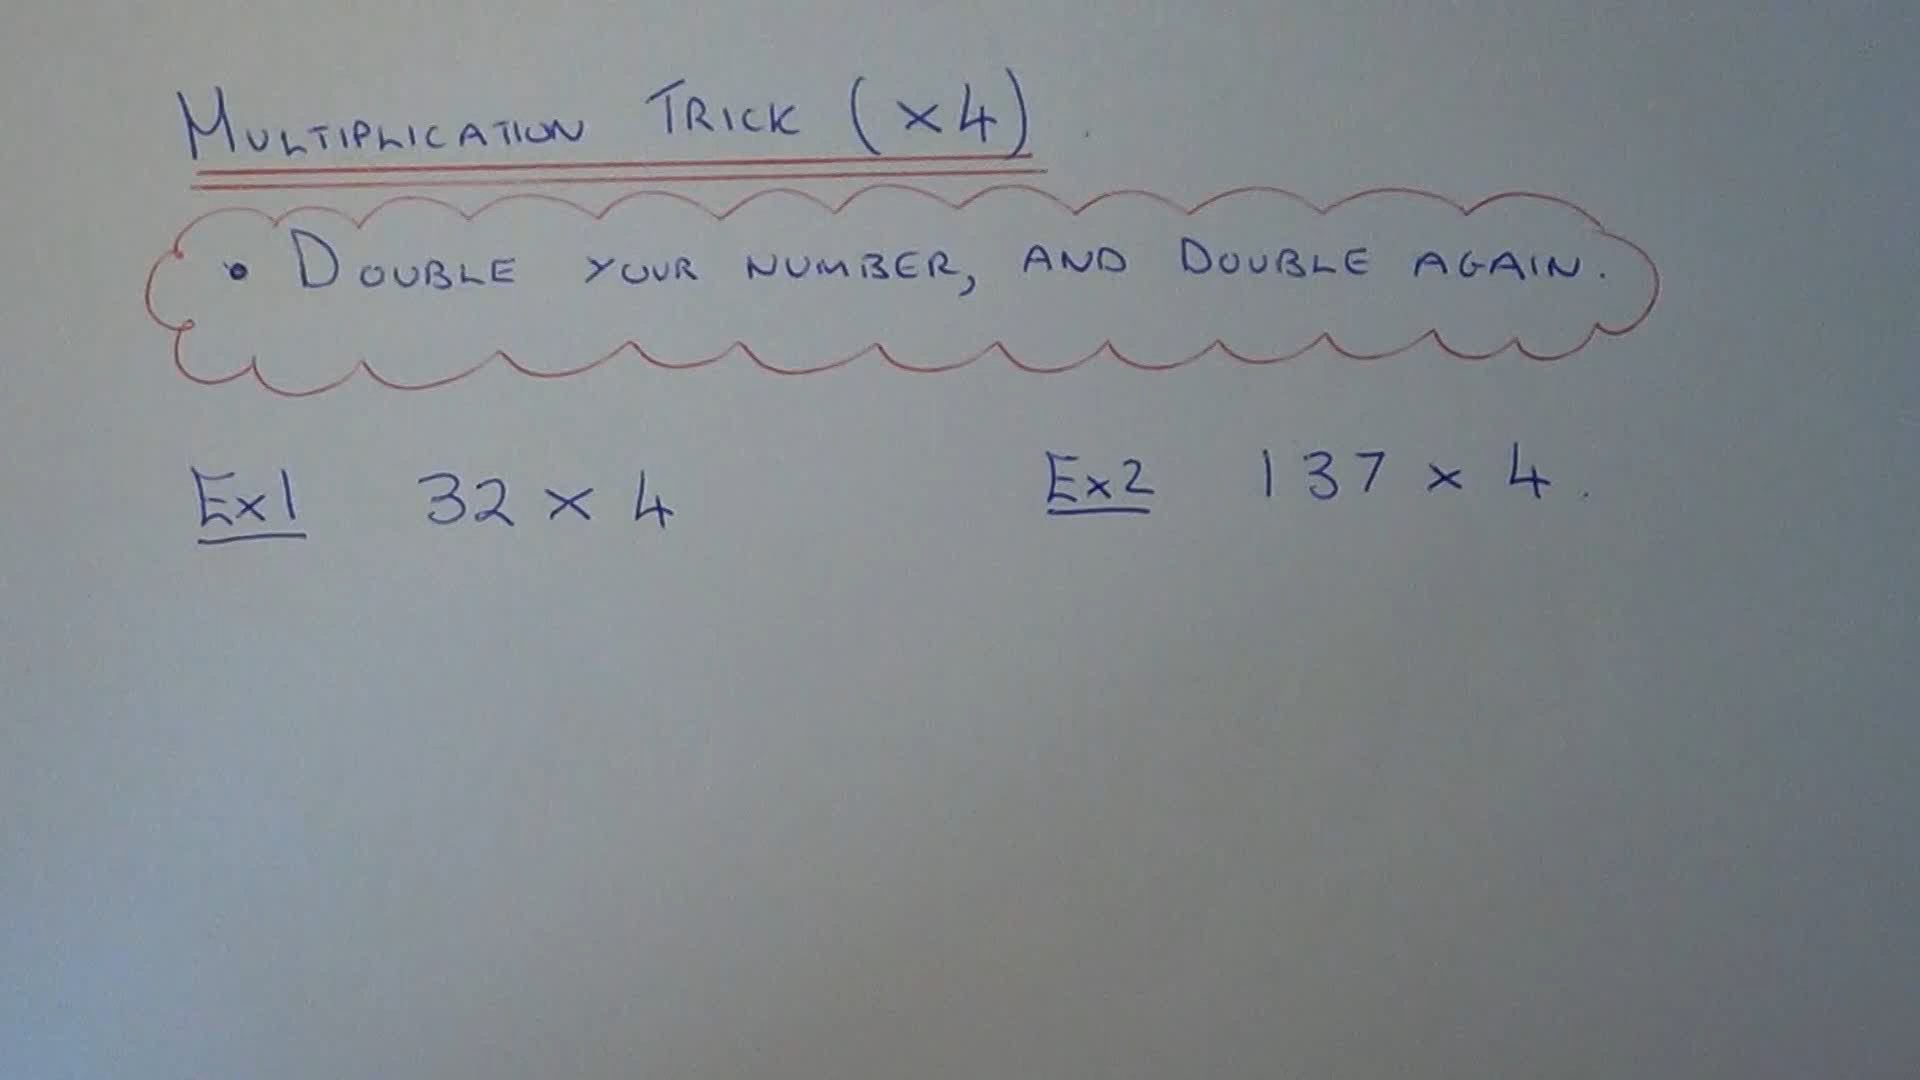 MULTIPLICATION TRICK (×4)
• DOUBLE YOUR NUMBER, AND DOUBLE AGAIN.
Ex1 32 × 4
Ex2 137 × 4.